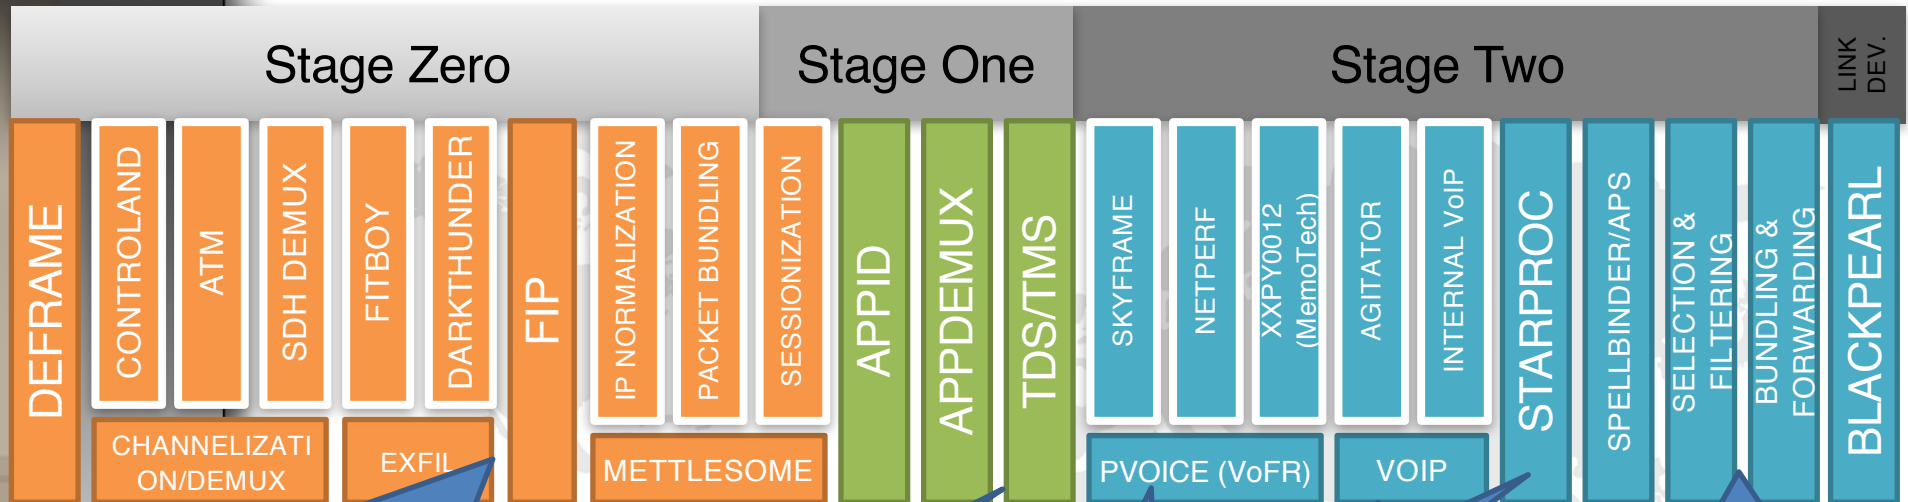 Stage Zero
Stage One
Stage Two
LINK
DEV.
DEFRAME
CONTROLAND
ATM
SDH DEMUX
FITBOY
DARKTHUNDER
FIP
IP NORMALIZATION
PACKET BUNDLING
SESSIONIZATION
APPID
APPDEMUX
TDS/TMS
SKYFRAME
NETPERF
XXPY0012
(MemoTech)
AGITATOR
INTERNAL VoIP
STARPROC
SPELLBINDER/APS
SELECTION &
FILTERING
BUNDLING &
FORWARDING
BLACKPEARL
CHANNELIZATI
ON/DEMUX
EXFIL
METTLESOME
PVOICE (VoFR)
VOIP